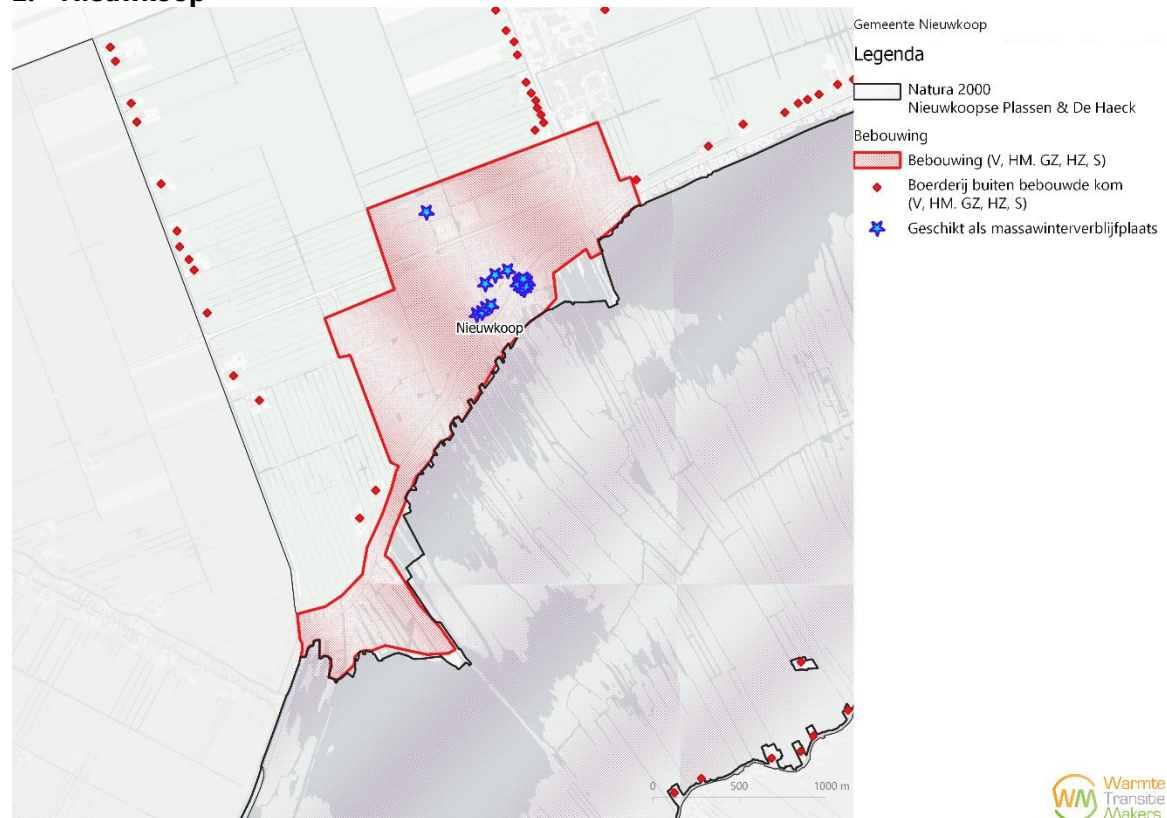 Gemeente Nieuwkoop
Legenda
Natura 2000
Nieuwkoopse Plassen & De Haeck
Bebouwing
Bebouwing (V, HM. GZ, HZ, S)
Boerderij buiten bebouwde kom
(V, HM. GZ, HZ, S)
Geschikt als massawinterverblijfplaats
Nieuwkoop
0 500 1000 m
WM Warmte
Transitie
Makers